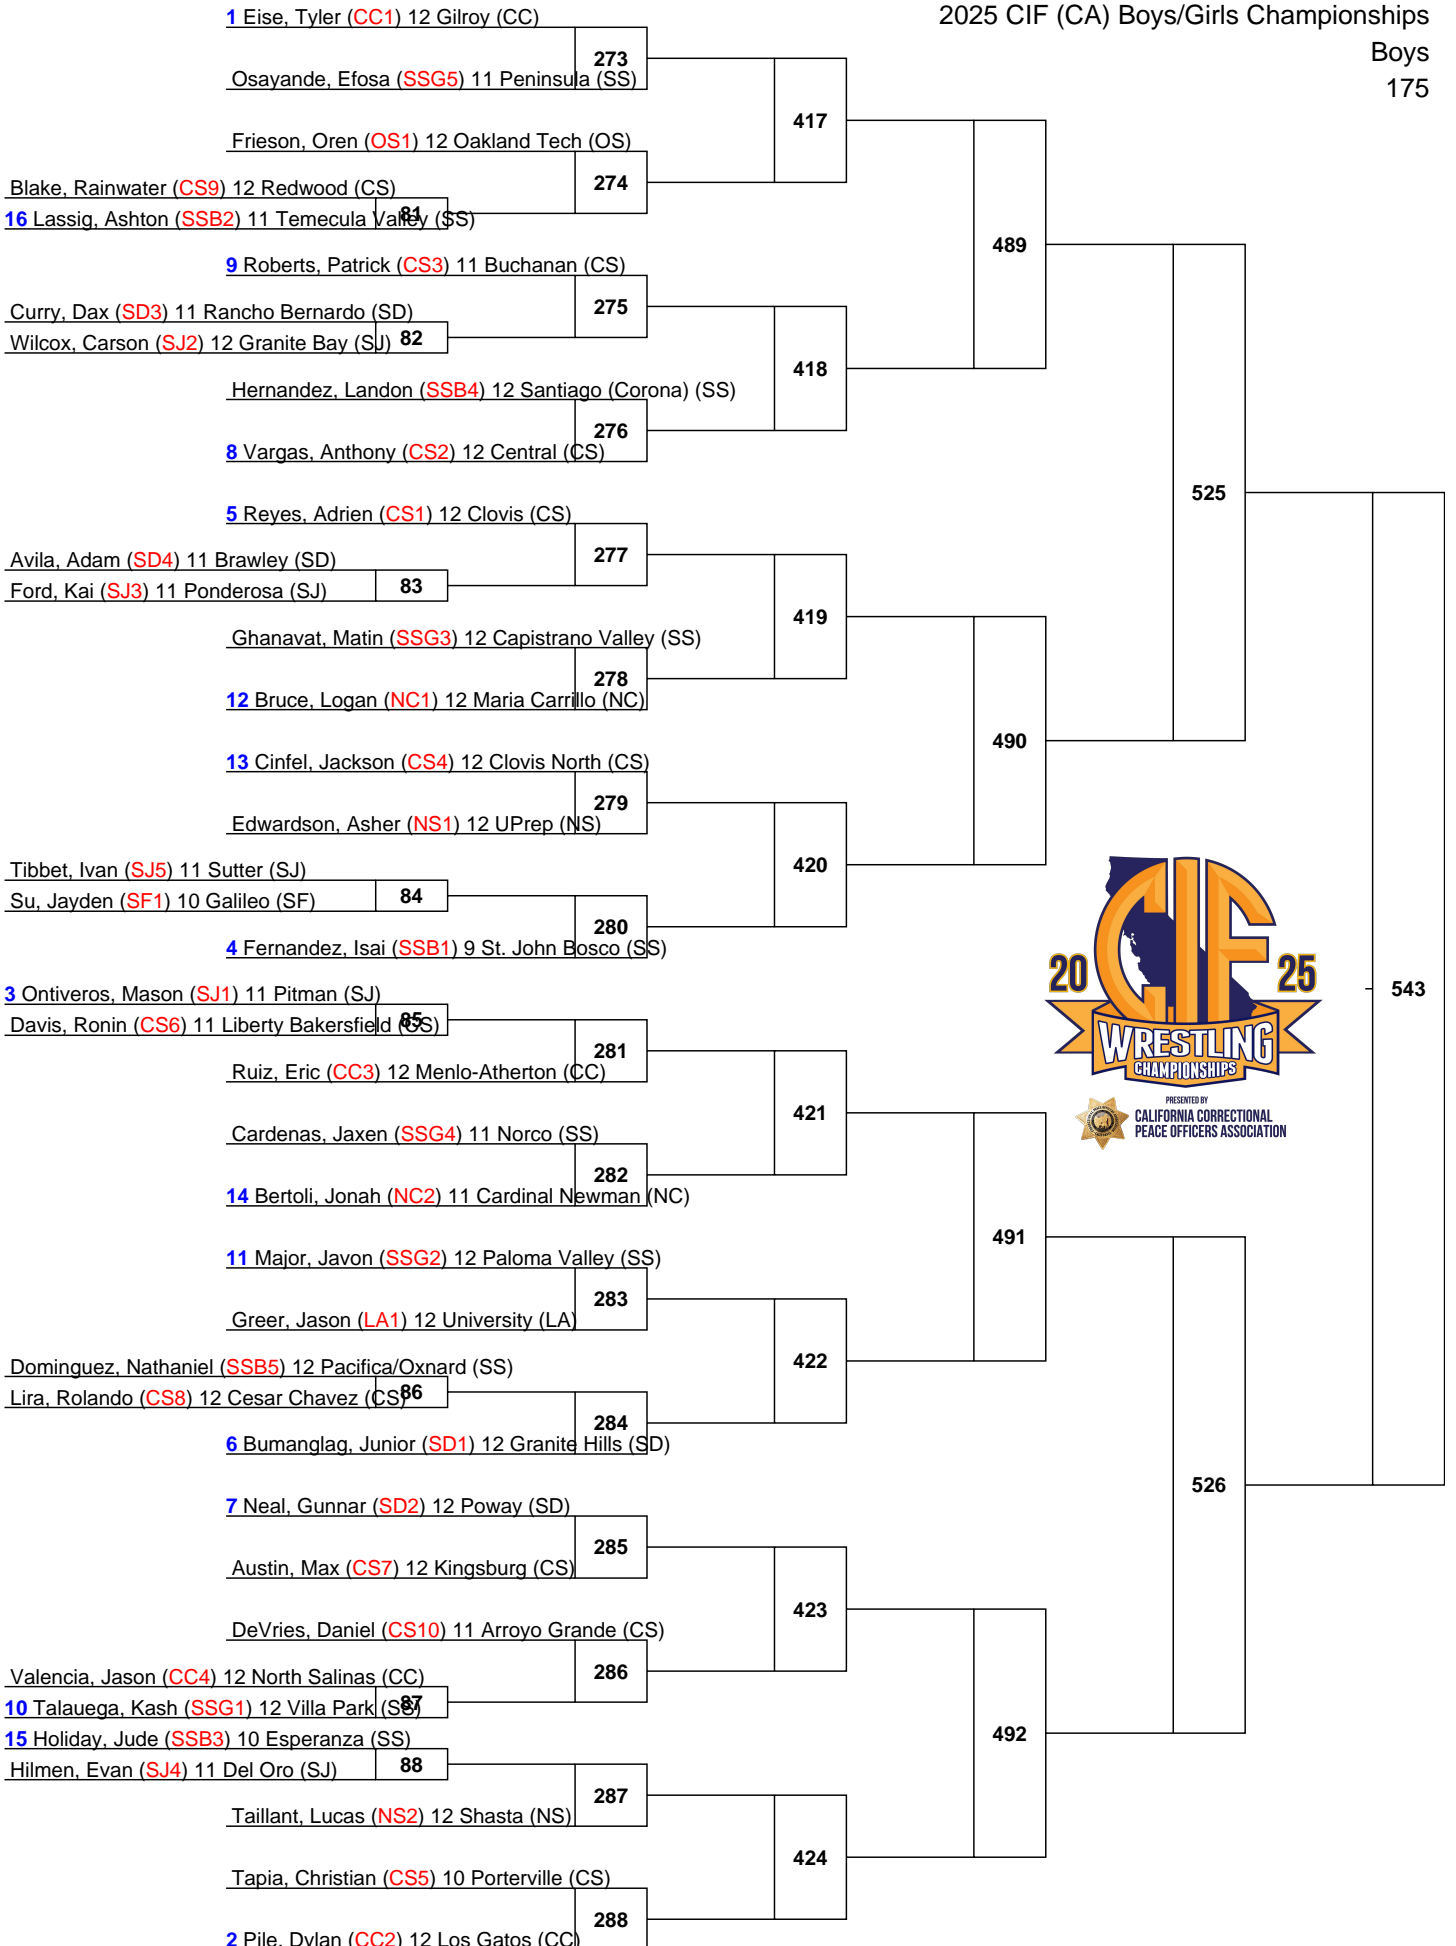 2025 CIF (CA) Boys/Girls Championships
Boys
175
1 Eise, Tyler (CC1) 12 Gilroy (CC)
273
Osayande, Efosa (SSG5) 11 Peninsula (SS)
417
Frieson, Oren (OS1) 12 Oakland Tech (OS)
274
Blake, Rainwater (CS9) 12 Redwood (CS)
81
16 Lassig, Ashton (SSB2) 11 Temecula Valley (SS)
489
9 Roberts, Patrick (CS3) 11 Buchanan (CS)
275
Curry, Dax (SD3) 11 Rancho Bernardo (SD)
82
Wilcox, Carson (SJ2) 12 Granite Bay (SJ)
418
Hernandez, Landon (SSB4) 12 Santiago (Corona) (SS)
276
8 Vargas, Anthony (CS2) 12 Central (CS)
525
5 Reyes, Adrien (CS1) 12 Clovis (CS)
277
Avila, Adam (SD4) 11 Brawley (SD)
83
Ford, Kai (SJ3) 11 Ponderosa (SJ)
419
Ghanavat, Matin (SSG3) 12 Capistrano Valley (SS)
278
12 Bruce, Logan (NC1) 12 Maria Carrillo (NC)
490
13 Cinfel, Jackson (CS4) 12 Clovis North (CS)
279
Edwardson, Asher (NS1) 12 UPrep (NS)
420
Tibbet, Ivan (SJ5) 11 Sutter (SJ)
84
Su, Jayden (SF1) 10 Galileo (SF)
280
4 Fernandez, Isai (SSB1) 9 St. John Bosco (SS)
20 CIF 25
WRESTLING
CHAMPIONSHIPS
PRESENTED BY
CALIFORNIA CORRECTIONAL
PEACE OFFICERS ASSOCIATION
543
3 Ontiveros, Mason (SJ1) 11 Pitman (SJ)
85
Davis, Ronin (CS6) 11 Liberty Bakersfield (CS)
281
Ruiz, Eric (CC3) 12 Menlo-Atherton (CC)
421
Cardenas, Jaxen (SSG4) 11 Norco (SS)
282
14 Bertoli, Jonah (NC2) 11 Cardinal Newman (NC)
491
11 Major, Javon (SSG2) 12 Paloma Valley (SS)
283
Greer, Jason (LA1) 12 University (LA)
422
Dominguez, Nathaniel (SSB5) 12 Pacifica/Oxnard (SS)
86
Lira, Rolando (CS8) 12 Cesar Chavez (CS)
284
6 Bumanglag, Junior (SD1) 12 Granite Hills (SD)
526
7 Neal, Gunnar (SD2) 12 Poway (SD)
285
Austin, Max (CS7) 12 Kingsburg (CS)
423
DeVries, Daniel (CS10) 11 Arroyo Grande (CS)
286
Valencia, Jason (CC4) 12 North Salinas (CC)
87
10 Talauega, Kash (SSG1) 12 Villa Park (SS)
492
15 Holiday, Jude (SSB3) 10 Esperanza (SS)
88
Hilmen, Evan (SJ4) 11 Del Oro (SJ)
287
Taillant, Lucas (NS2) 12 Shasta (NS)
424
Tapia, Christian (CS5) 10 Porterville (CS)
288
2 Pile, Dylan (CC2) 12 Los Gatos (CC)